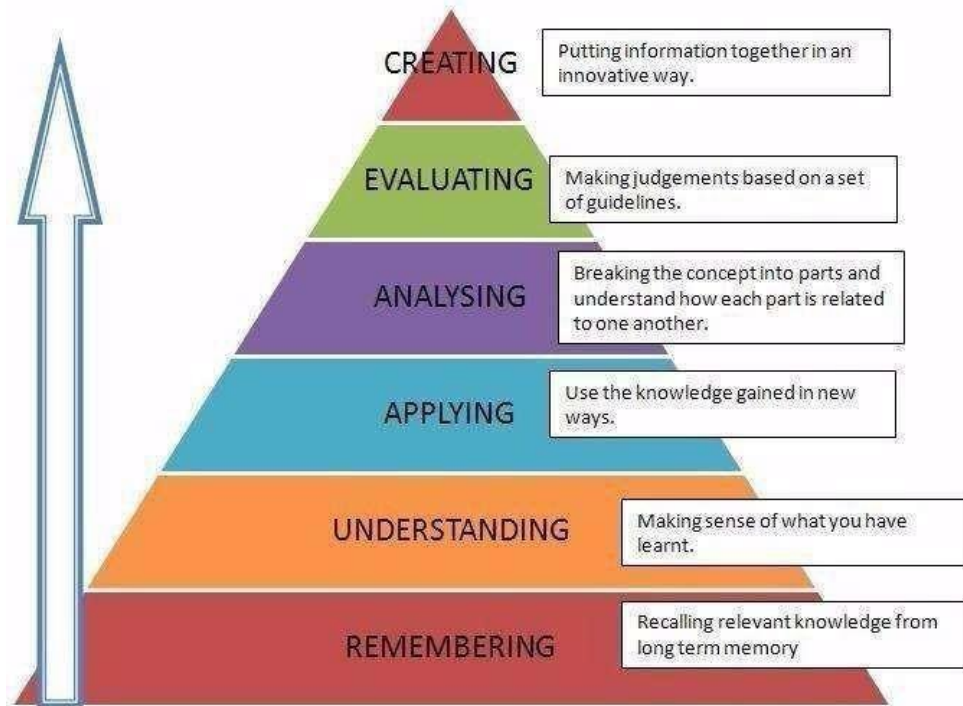 CREATING
Putting information together in an
innovative way.
EVALUATING
Making judgements based on a set
of guidelines.
ANALYSING
Breaking the concept into parts and
understand how each part is related
to one another.
APPLYING
Use the knowledge gained in new
ways.
UNDERSTANDING
Making sense of what you have
learnt.
REMEMBERING
Recalling relevant knowledge from
long term memory